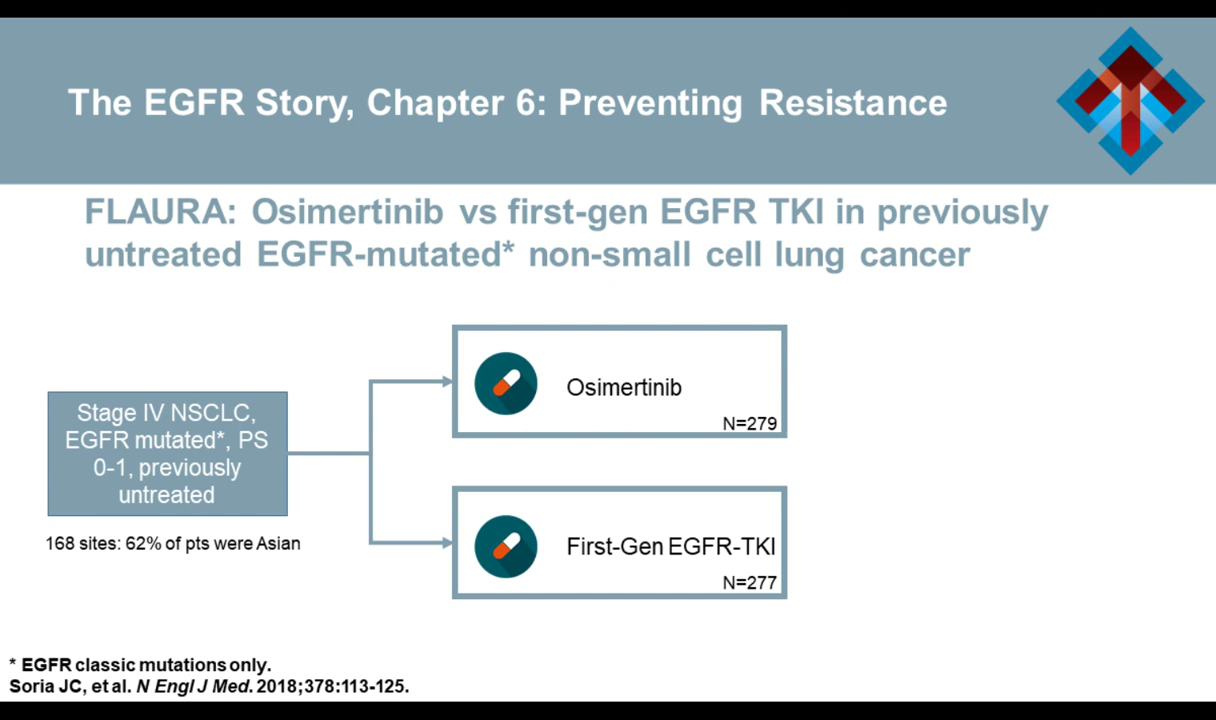 The EGFR Story, Chapter 6: Preventing Resistance
FLAURA: Osimertinib vs first-gen EGFR TKI in previously
untreated EGFR-mutated* non-small cell lung cancer
Stage IV NSCLC,
EGFR mutated*, PS
0-1, previously
untreated
168 sites: 62% of pts were Asian
Osimertinib
N=279
First-Gen EGFR-TKI
N=277
* EGFR classic mutations only.
Soria JC, et al. N Engl J Med. 2018;378:113-125.